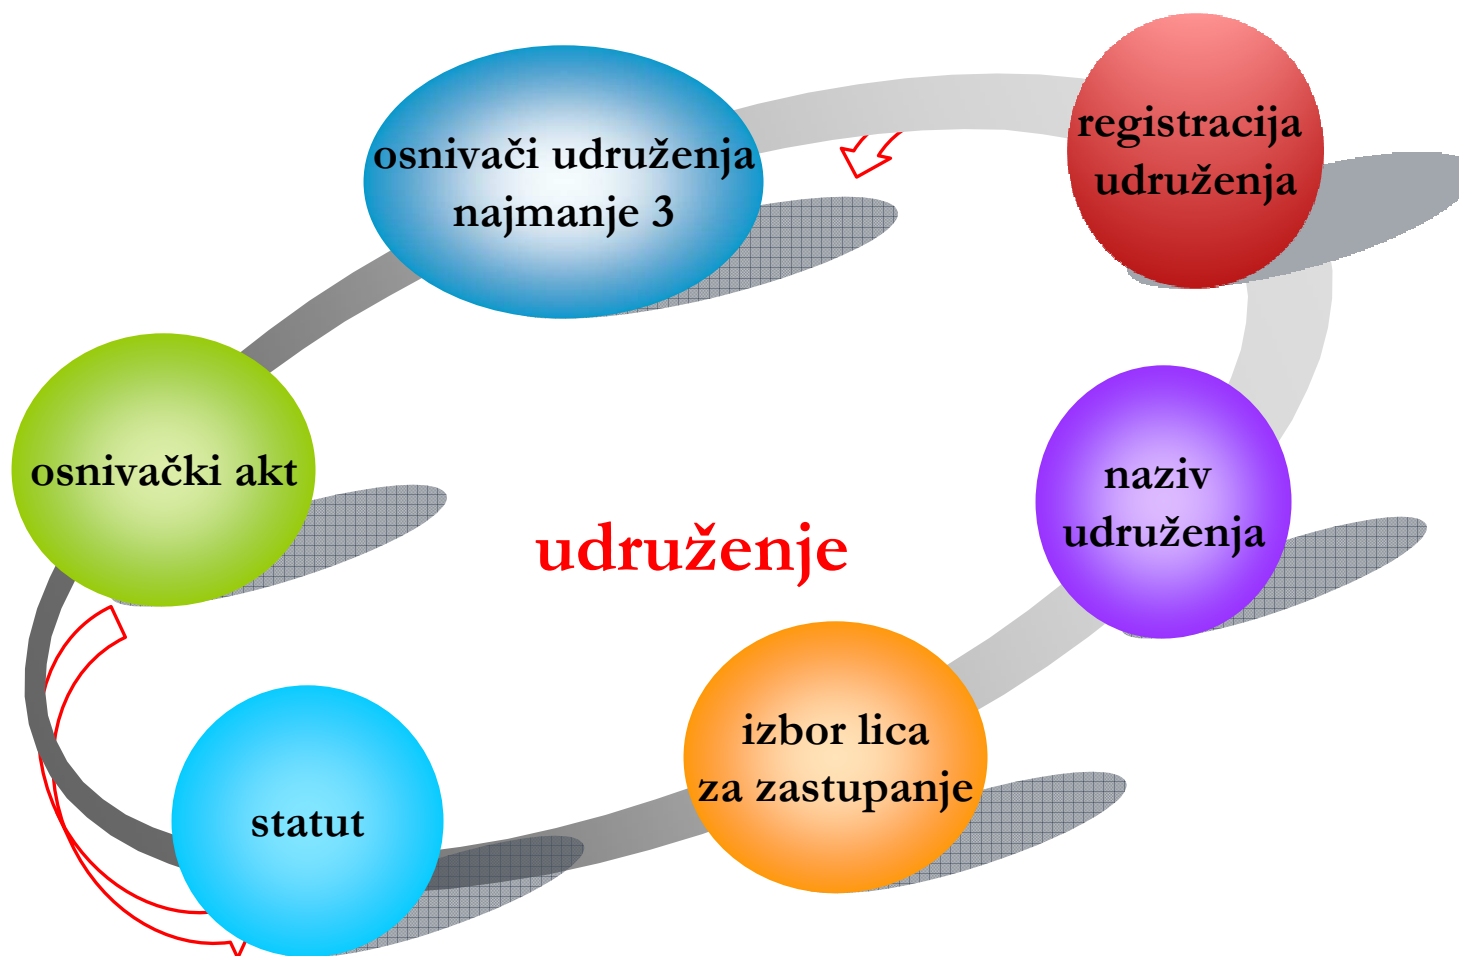 registracija
udruženja
osnivači udruženja
najmanje 3
osnivački akt
naziv
udruženja
udruženje
izbor lica
za zastupanje
statut